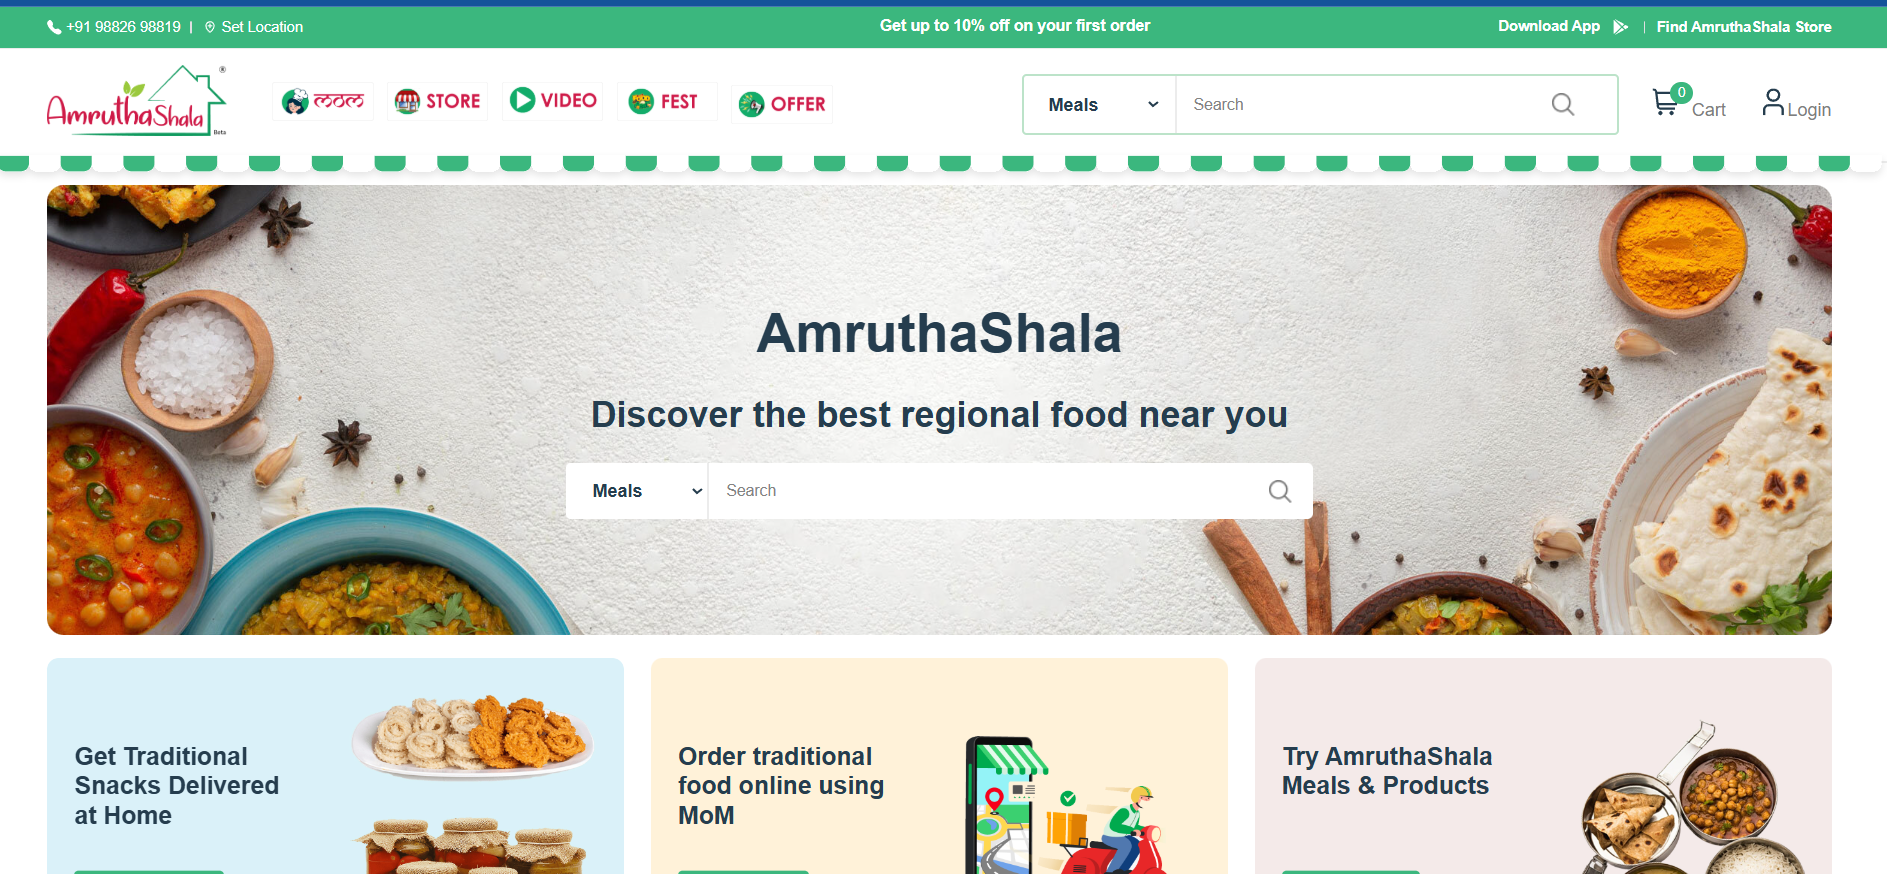 +91 98826 98819 | Set Location
Get up to 10% off on your first order
Download App | Find AmruthaShala Store
AmruthaShala ®
Beta
मom
STORE
VIDEO
FEST
OFFER
Meals
Search
0
Cart
Login
AmruthaShala
Discover the best regional food near you
Meals
Search
Get Traditional
Snacks Delivered
at Home
Order traditional
food online using
MoM
Try AmruthaShala
Meals & Products